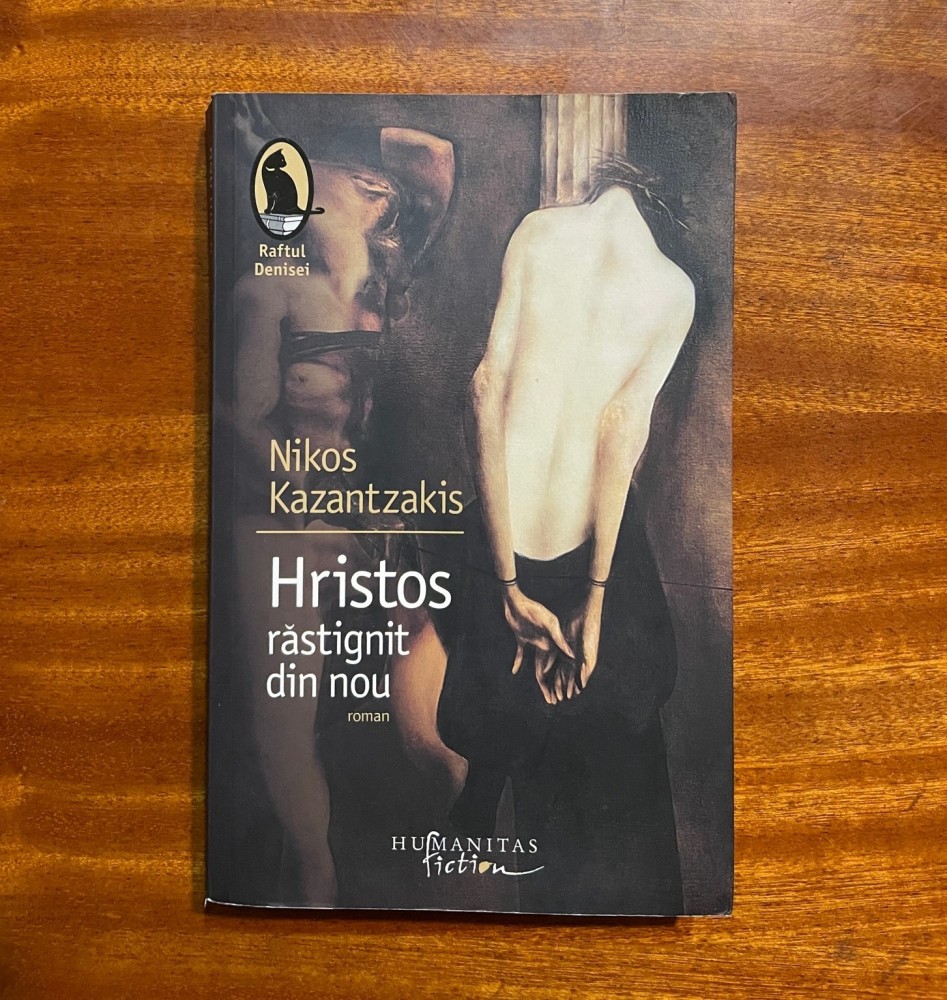 Raftul
Denisei
Nikos
Kazantzakis
Hristos
răstignit
din nou
roman
HUMANITAS
fiction